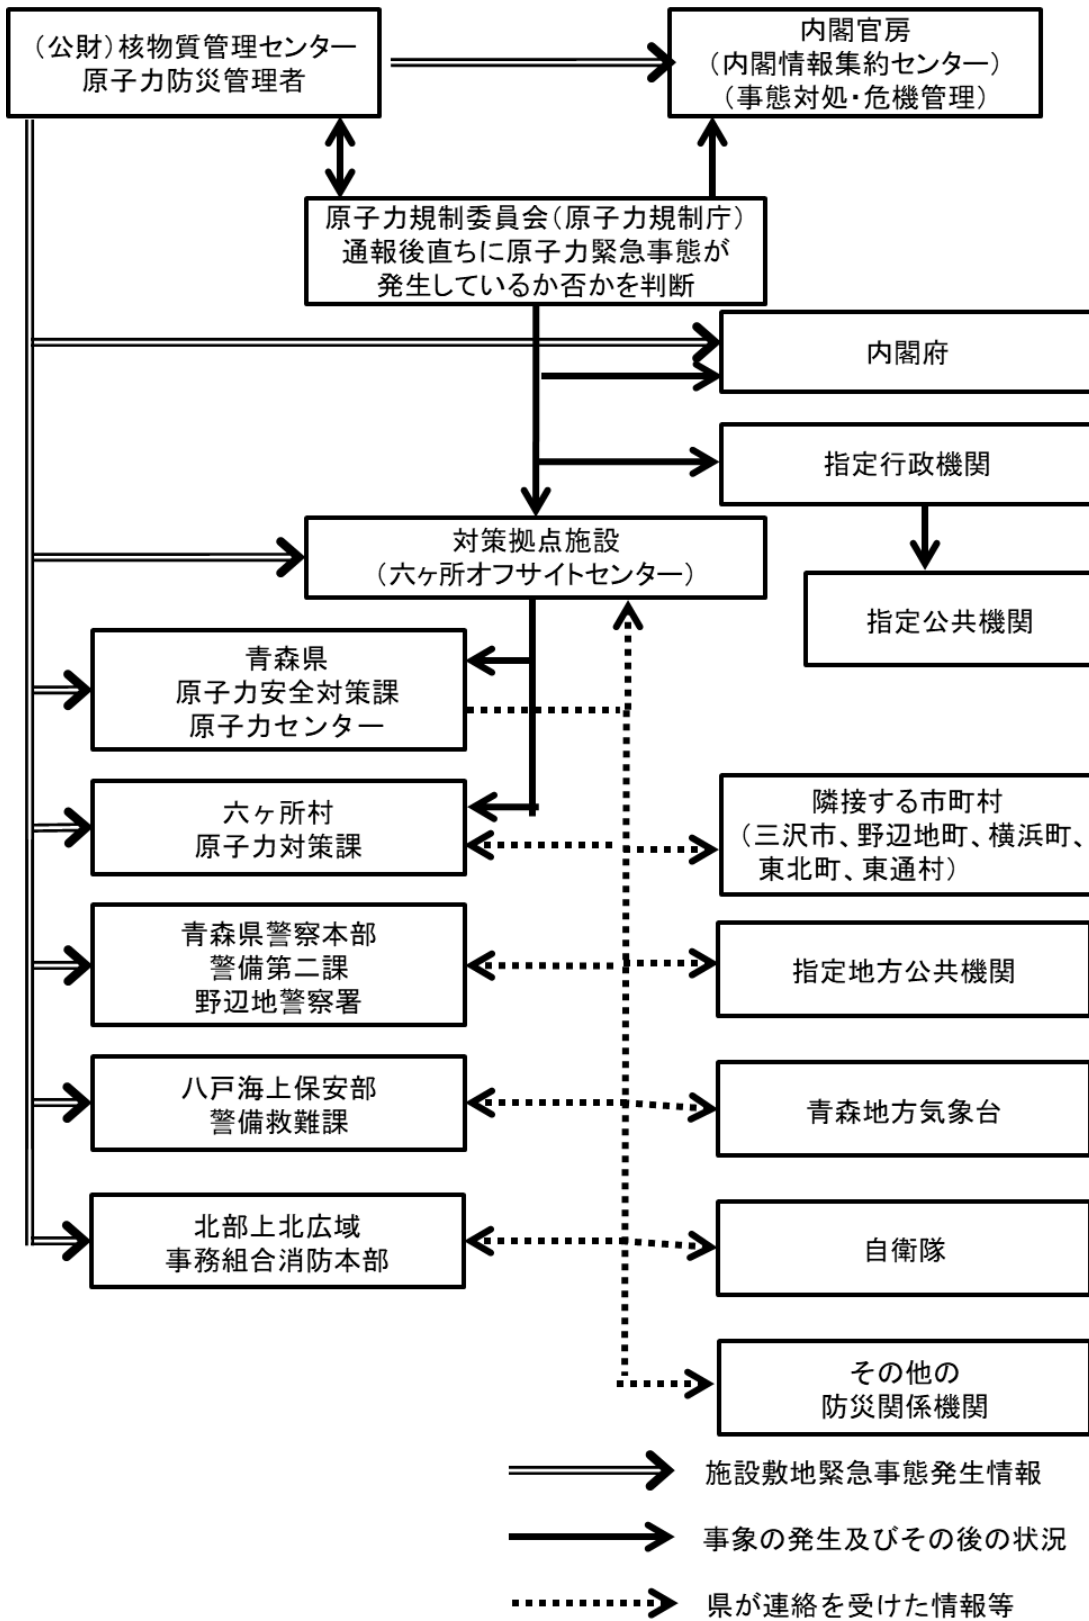 （公財）核物質管理センター
原子力防災管理者
内閣官房
（内閣情報集約センター）
（事態対処・危機管理）
原子力規制委員会（原子力規制庁）
通報後直ちに原子力緊急事態が
発生しているか否かを判断
内閣府
指定行政機関
対策拠点施設
（六ヶ所オフサイトセンター）
指定公共機関
青森県
原子力安全対策課
原子力センター
六ヶ所村
原子力対策課
隣接する市町村
（三沢市、野辺地町、横浜町、
東北町、東通村）
青森県警察本部
警備第二課
野辺地警察署
指定地方公共機関
八戸海上保安部
警備救難課
青森地方気象台
北部上北広域
事務組合消防本部
自衛隊
その他の
防災関係機関
施設敷地緊急事態発生情報
事象の発生及びその後の状況
県が連絡を受けた情報等